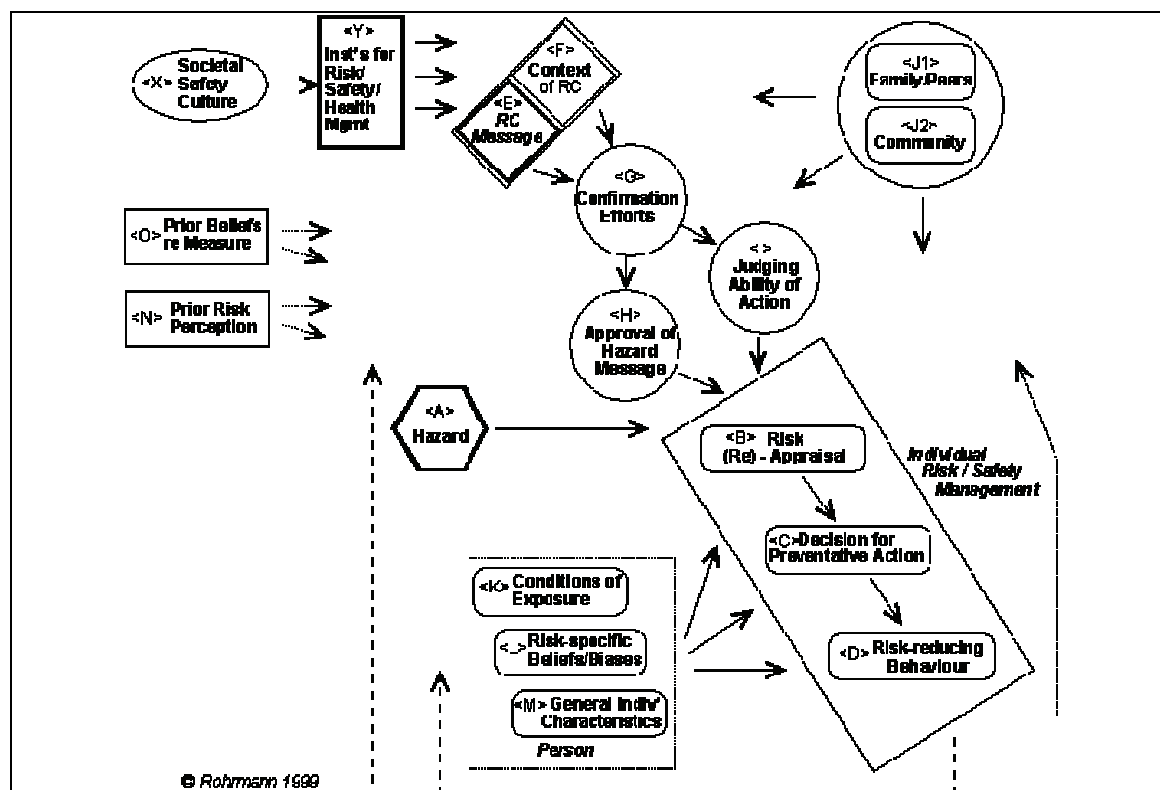 <Y>
Inst's for
Risk/
Safety/
Health
Mgmt
<X> Societal
Safety
Culture
<F>
Context
of RC
<E>
RC
Message
<J1>
Family/Peers
<J2>
Community
<G>
Confirmation
Efforts
<O> Prior Beliefs
re Measure
< >
Judging
Ability of
Action
<N> Prior Risk
Perception
<H>
Approval of
Hazard
Message
<A>
Hazard
<B> Risk
(Re) - Appraisal
Individual
Risk / Safety
Management
<C> Decision for
Preventative Action
<K> Conditions of
Exposure
<_> Risk-specific
Beliefs/Biases
<D> Risk-reducing
Behaviour
<M> General Indiv'
Characteristics
Person
© Rohrmann 1999